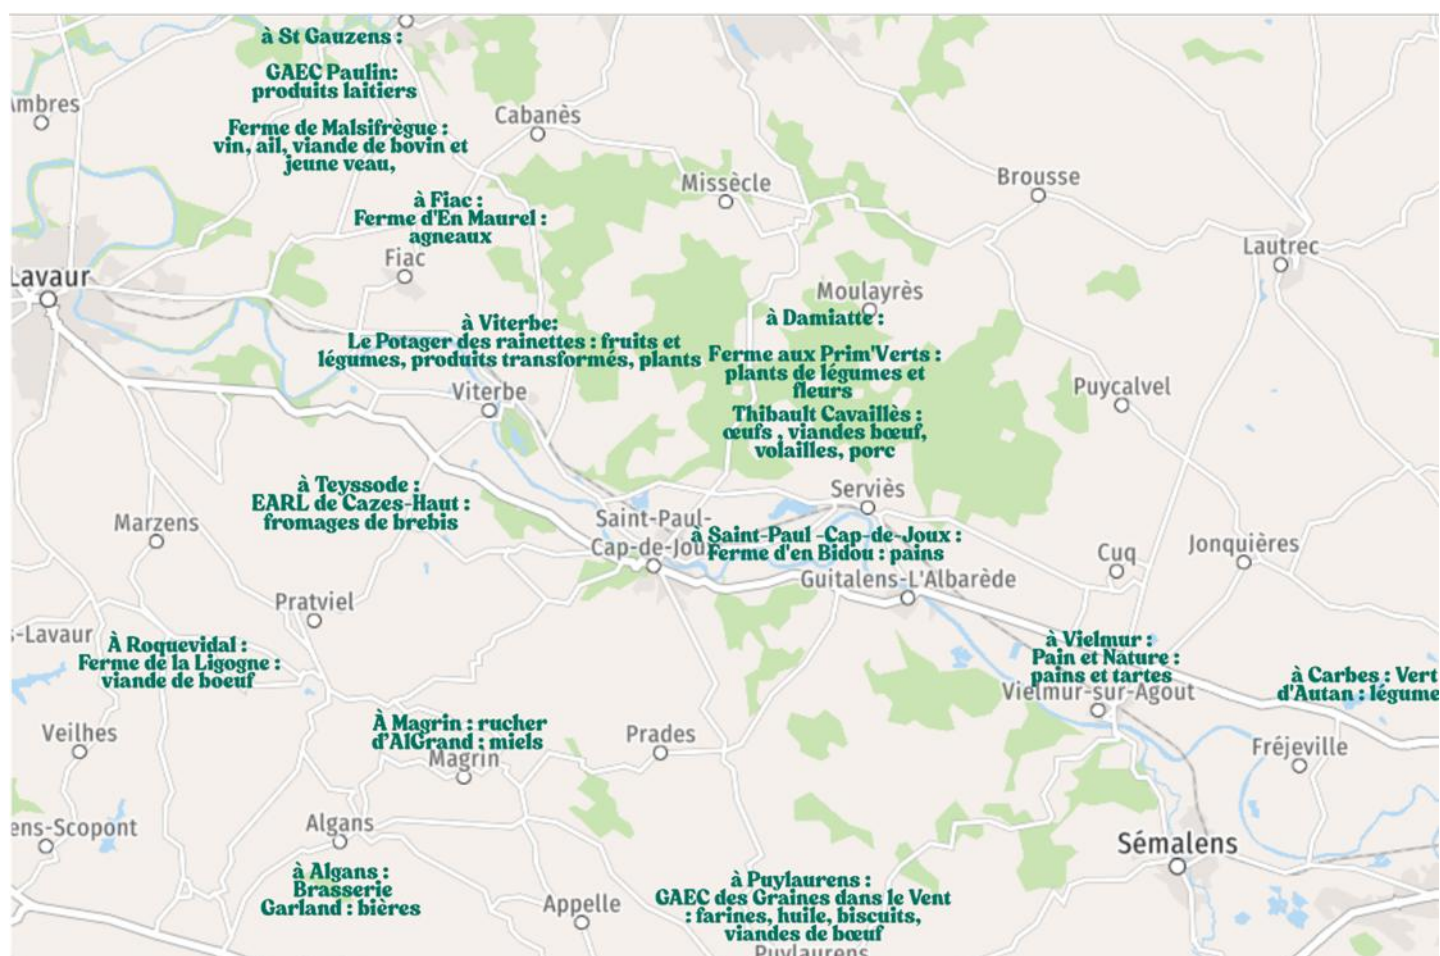 à St Gauzens :
GAEC Paulin:
produits laitiers
Ambres
Cabanès
Ferme de Malsifrègue :
vin, ail, viande de bovin et
jeune veau,
Missècle
Brousse
à Fiac :
Ferme d'En Maurel :
agneaux
Fiac
Lautrec
Lavaur
Moulayrès
à Damiatte :
à Viterbe:
Le Potager des rainettes : fruits et
légumes, produits transformés, plants
Ferme aux Prim'Verts :
plants de légumes et
fleurs
Viterbe
Puycalvel
Thibault Cavaillès :
œufs , viandes bœuf,
volailles, porc
à Teyssode :
EARL de Cazes-Haut :
fromages de brebis
Serviès
Marzens
Saint-Paul-
Cap-de-Joux
à Saint-Paul -Cap-de-Joux :
Ferme d'en Bidou : pains
Cuq
Jonquières
Guitalens-L'Albarède
Pratviel
s-Lavaur
À Roquevidal :
Ferme de la Ligogne :
viande de boeuf
à Vielmur :
Pain et Nature :
pains et tartes
Vielmur-sur-Agout
à Carbes : Vert
d'Autan : légume
À Magrin : rucher
d'AlGrand : miels
Magrin
Veilhes
Prades
Fréjeville
ens-Scopont
Algans
Sémalens
à Algans :
Brasserie
Garland : bières
Appelle
à Puylaurens :
GAEC des Graines dans le Vent
: farines, huile, biscuits,
viandes de bœuf
Puylaurens